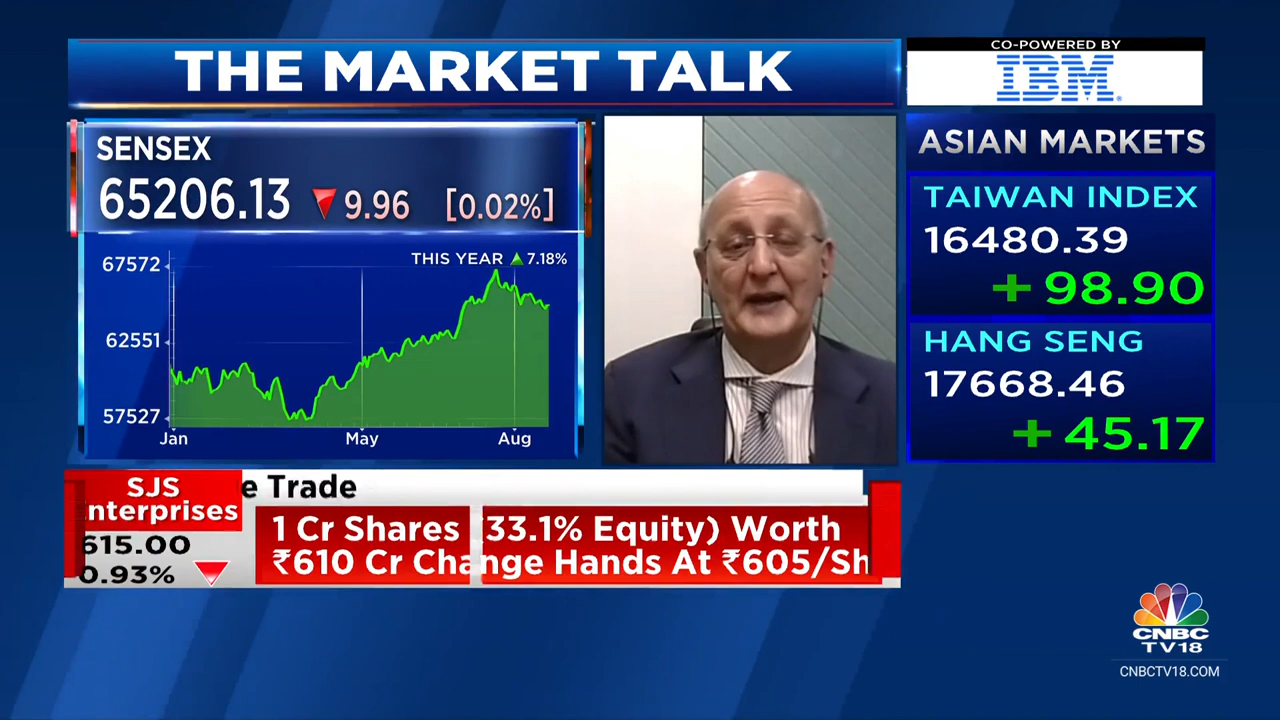 THE MARKET TALK
CO-POWERED BY
IBM
SENSEX
65206.13 ▼ 9.96 [0.02%]
THIS YEAR ▲ 7.18%
67572
62551
57527
Jan May Aug
ASIAN MARKETS
TAIWAN INDEX
16480.39
+ 98.90
HANG SENG
17668.46
+ 45.17
SJS
nterprises
615.00
0.93% ▼
e Trade
1 Cr Shares (33.1% Equity) Worth
₹610 Cr Change Hands At ₹605/Sh
CNBC
TV18
CNBCTV18.COM